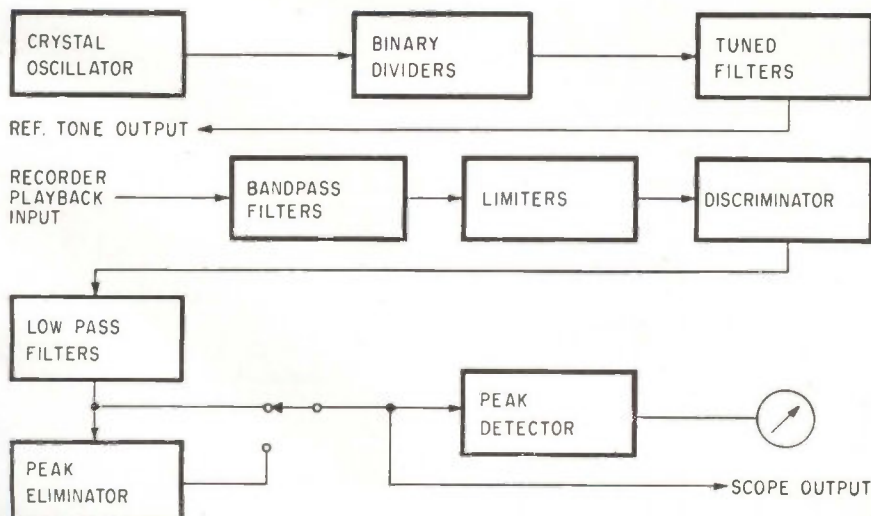 CRYSTAL
OSCILLATOR
BINARY
DIVIDERS
TUNED
FILTERS
REF. TONE OUTPUT
RECORDER
PLAYBACK
INPUT
BANDPASS
FILTERS
LIMITERS
DISCRIMINATOR
LOW PASS
FILTERS
PEAK
DETECTOR
PEAK
ELIMINATOR
SCOPE OUTPUT